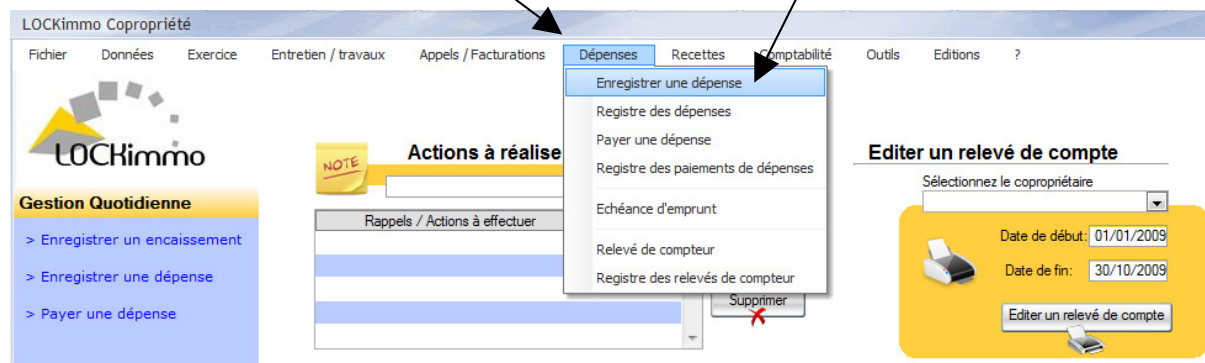 LOCKimmo Copropriété
Fichier Données Exercice Entretien / travaux Appels / Facturations Dépenses Recettes Comptabilité Outils Editions ?
Enregistrer une dépense
Registre des dépenses
Payer une dépense
Registre des paiements de dépenses
Echéance d'emprunt
Relevé de compteur
Registre des relevés de compteur
LOCKimmo
Gestion Quotidienne
> Enregistrer un encaissement
> Enregistrer une dépense
> Payer une dépense
NOTE
Actions à réalise
Rappels / Actions à effectuer
Supprimer
Editer un relevé de compte
Sélectionnez le copropriétaire
Date de début: 01/01/2009
Date de fin: 30/10/2009
Editer un relevé de compte